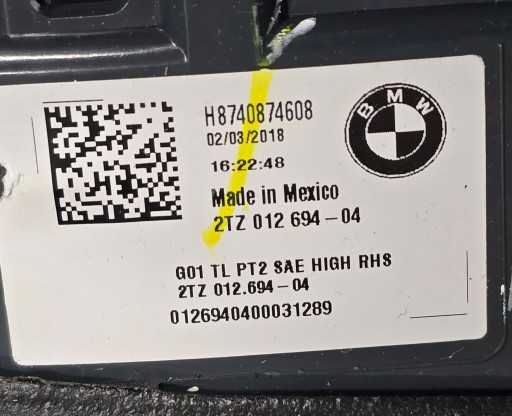 H8740874608
02/03/2018
16:22:48
BMW
Made in Mexico
2TZ 012 694-04
G01 TL PT2 SAE HIGH RHS
2TZ 012.694-04
0126940400031289